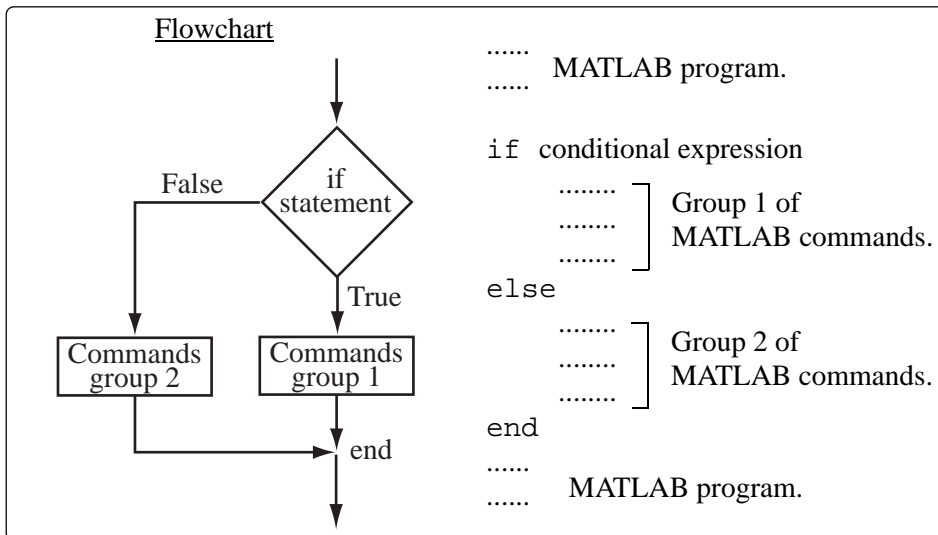 Flowchart
if
statement
False
True
Commands
group 2
Commands
group 1
end
......
......
MATLAB program.
if conditional expression
........
........
........
Group 1 of
MATLAB commands.
else
........
........
........
Group 2 of
MATLAB commands.
end
......
......
MATLAB program.